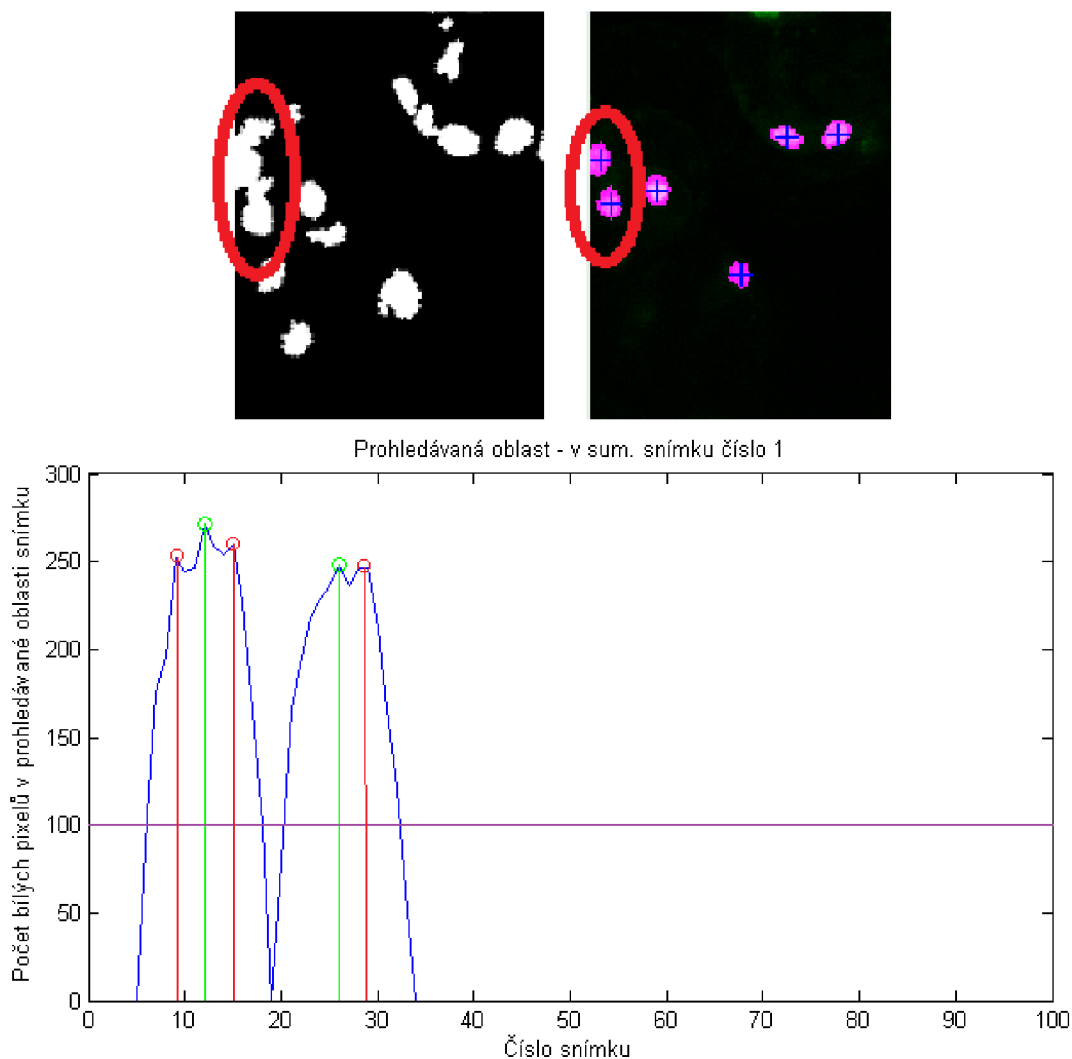 Prohledávaná oblast - v sum. snímku číslo 1
300
250
200
150
100
50
0
Počet bílých pixelů v prohledávané oblasti snímku
0 10 20 30 40 50 60 70 80 90 100
Číslo snímku